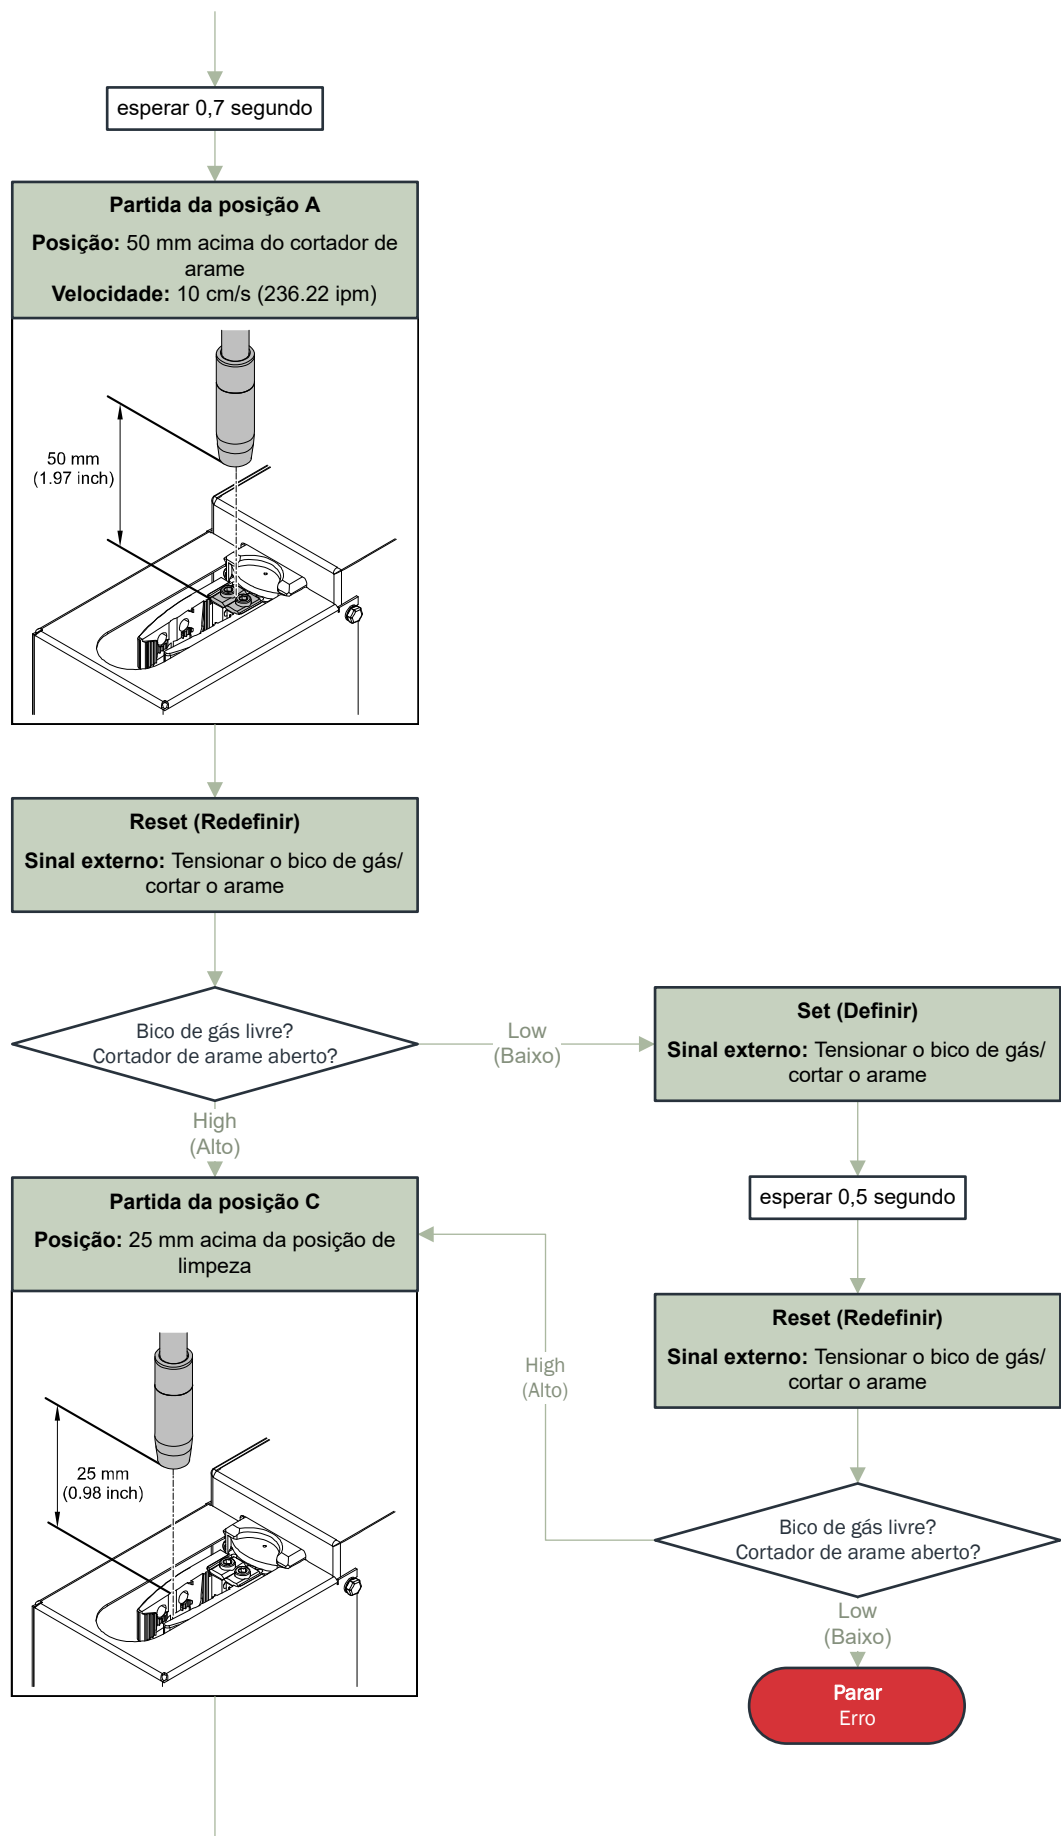 esperar 0,7 segundo
Partida da posição A
Posição: 50 mm acima do cortador de
arame
Velocidade: 10 cm/s (236.22 ipm)
50 mm
(1.97 inch)
Reset (Redefinir)
Sinal externo: Tensionar o bico de gás/
cortar o arame
Bico de gás livre?
Cortador de arame aberto?
Low
(Baixo)
Set (Definir)
Sinal externo: Tensionar o bico de gás/
cortar o arame
High
(Alto)
esperar 0,5 segundo
Partida da posição C
Posição: 25 mm acima da posição de
limpeza
Reset (Redefinir)
Sinal externo: Tensionar o bico de gás/
cortar o arame
High
(Alto)
25 mm
(0.98 inch)
Bico de gás livre?
Cortador de arame aberto?
Low
(Baixo)
Parar
Erro